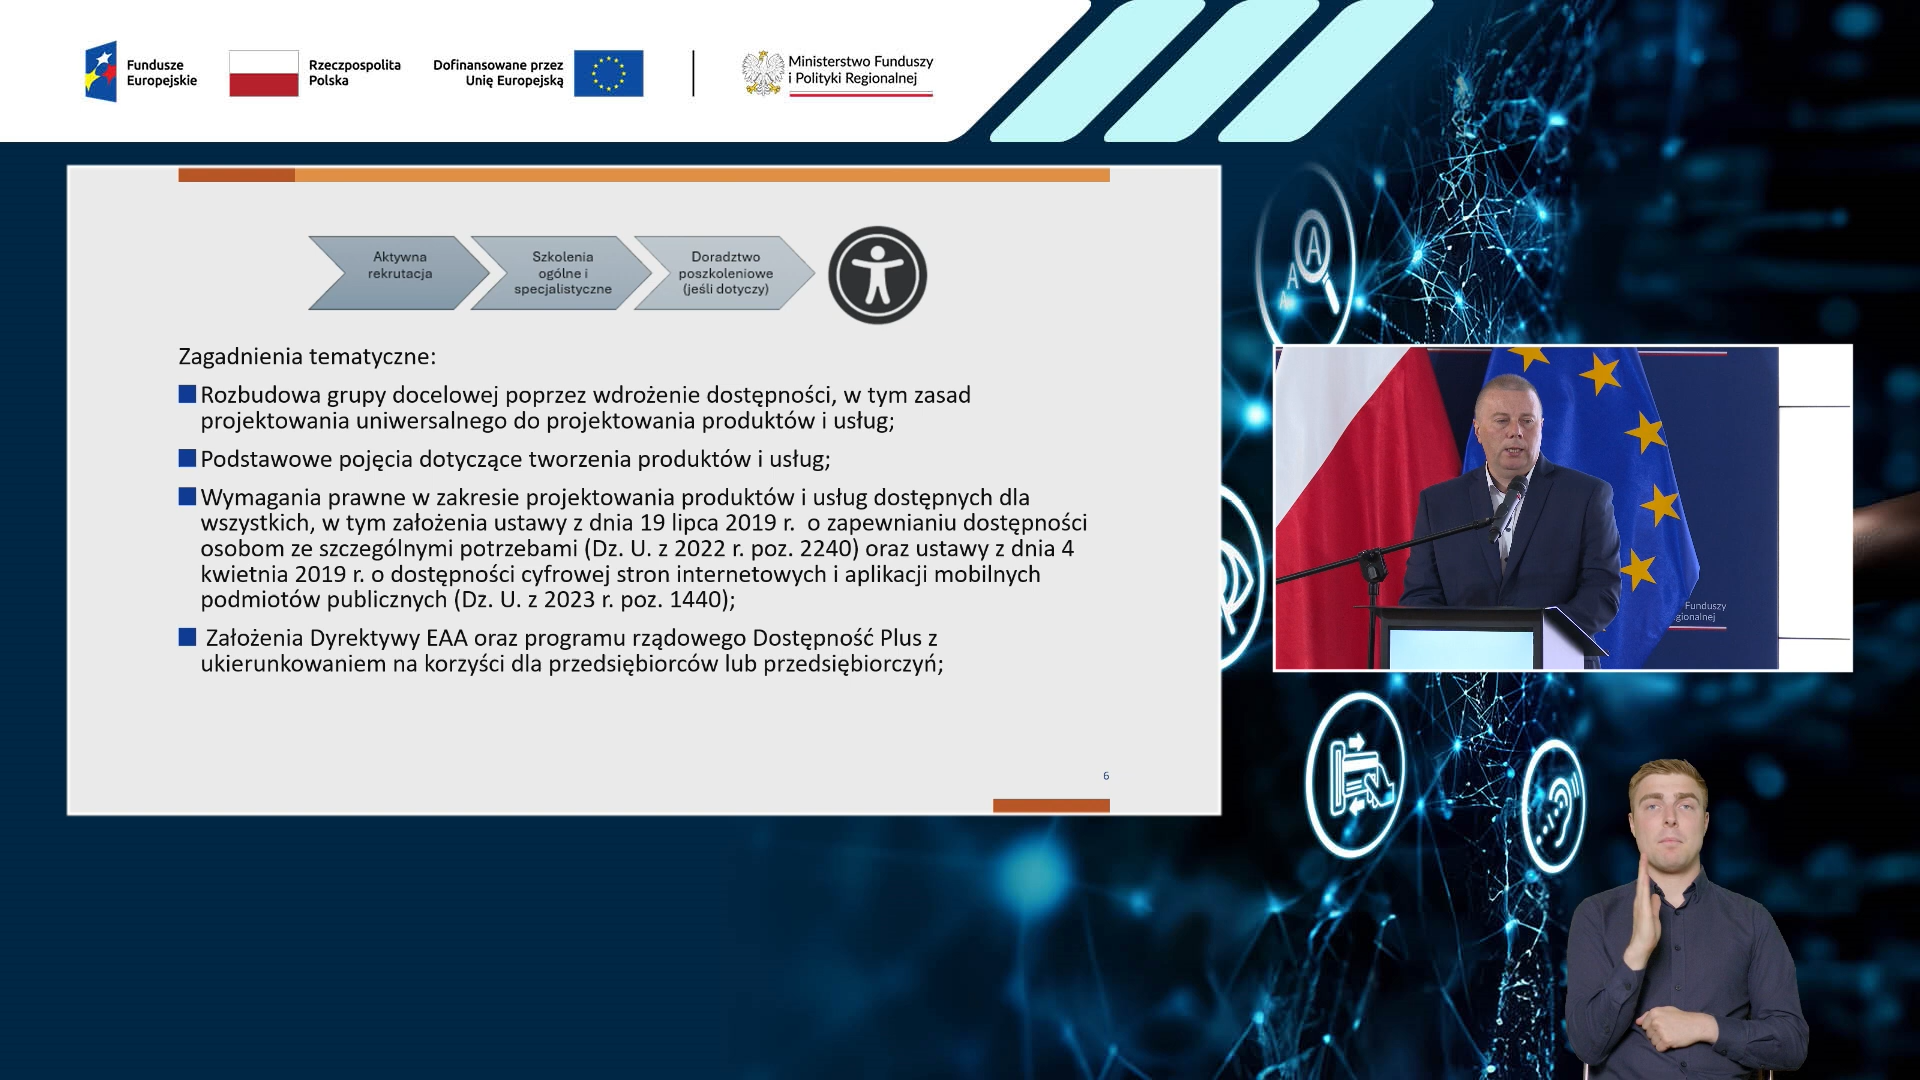 Fundusze
Europejskie
Rzeczpospolita
Polska
Dofinansowane przez
Unię Europejską
Ministerstwo Funduszy
i Polityki Regionalnej
Aktywna
rekrutacja
Szkolenia
ogólne i
specjalistyczne
Doradztwo
poszkoleniowe
(jeśli dotyczy)
Zagadnienia tematyczne:
Rozbudowa grupy docelowej poprzez wdrożenie dostępności, w tym zasad
projektowania uniwersalnego do projektowania produktów i usług;
Podstawowe pojęcia dotyczące tworzenia produktów i usług;
Wymagania prawne w zakresie projektowania produktów i usług dostępnych dla
wszystkich, w tym założenia ustawy z dnia 19 lipca 2019 r. o zapewnianiu dostępności
osobom ze szczególnymi potrzebami (Dz. U. z 2022 r. poz. 2240) oraz ustawy z dnia 4
kwietnia 2019 r. o dostępności cyfrowej stron internetowych i aplikacji mobilnych
podmiotów publicznych (Dz. U. z 2023 r. poz. 1440);
Założenia Dyrektywy EAA oraz programu rządowego Dostępność Plus z
ukierunkowaniem na korzyści dla przedsiębiorców lub przedsiębiorczyń;
6
A
A
A
Funduszy
gionalnej